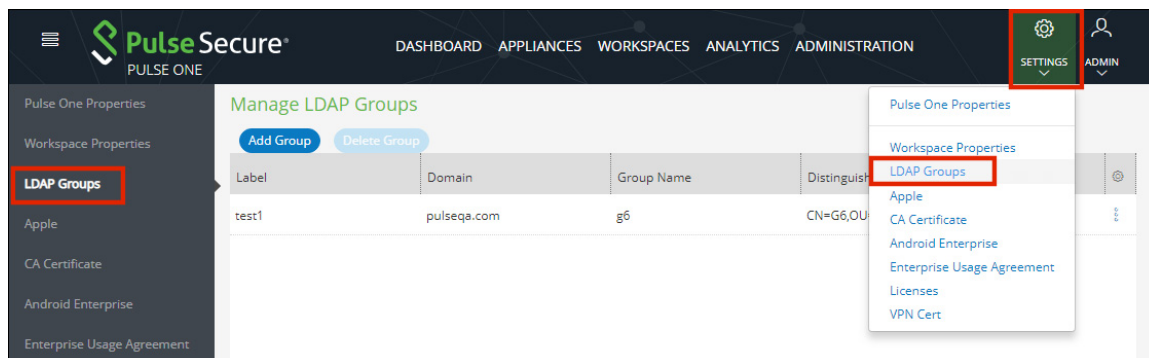 Pulse Secure
PULSE ONE
DASHBOARD APPLIANCES WORKSPACES ANALYTICS ADMINISTRATION
SETTINGS
ADMIN
Pulse One Properties
Workspace Properties
LDAP Groups
Apple
CA Certificate
Android Enterprise
Enterprise Usage Agreement
Manage LDAP Groups
Add Group Delete Group
Label Domain Group Name Distinguish
test1 pulseqa.com g6 CN=G6,OU
Pulse One Properties
Workspace Properties
LDAP Groups
Apple
CA Certificate
Android Enterprise
Enterprise Usage Agreement
Licenses
VPN Cert